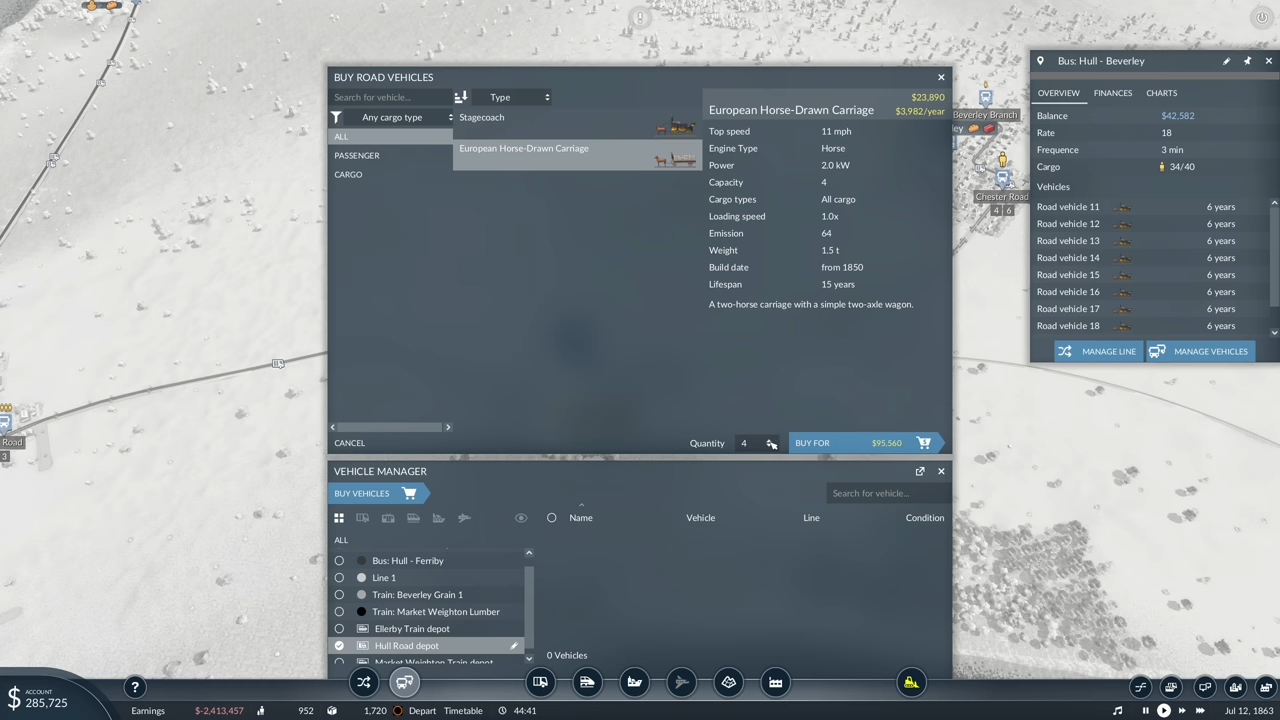 BUY ROAD VEHICLES
Search for vehicle...
Type
Any cargo type
ALL
PASSENGER
CARGO
Stagecoach
European Horse-Drawn Carriage
$23,890
European Horse-Drawn Carriage
$3,982/year
Top speed 11 mph
Engine Type Horse
Power 2.0 kW
Capacity 4
Cargo types All cargo
Loading speed 1.0x
Emission 64
Weight 1.5 t
Build date from 1850
Lifespan 15 years
A two-horse carriage with a simple two-axle wagon.
CANCEL
Quantity 4
BUY FOR $95,560
VEHICLE MANAGER
BUY VEHICLES
Search for vehicle...
Name Vehicle Line Condition
ALL
Bus: Hull - Ferriby
Line 1
Train: Beverley Grain 1
Train: Market Weighton Lumber
Ellerby Train depot
Hull Road depot
Market Weighton Train depot
0 Vehicles
Bus: Hull - Beverley
OVERVIEW FINANCES CHARTS
Balance $42,582
Rate 18
Frequence 3 min
Cargo 34/40
Vehicles
Road vehicle 11 6 years
Road vehicle 12 6 years
Road vehicle 13 6 years
Road vehicle 14 6 years
Road vehicle 15 6 years
Road vehicle 16 6 years
Road vehicle 17 6 years
Road vehicle 18 6 years
MANAGE LINE MANAGE VEHICLES
Beverley Branch
ley
Chester Road
4 6
Road
3
$ ACCOUNT
285,725
?
Earnings $-2,413,457 952 1,720 Depart Timetable 44:41
Jul 12, 1863